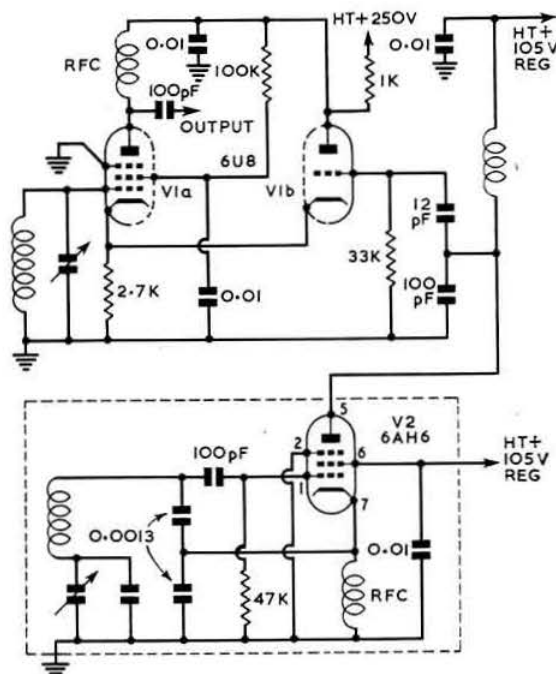 HT+250V
HT+
105V
REG
0.01
0.01
RFC
100K
1K
100pF
OUTPUT
6U8
V1a
V1b
12
pF
33K
100
pF
2.7K
0.01
5
V2
6AH6
100pF
2
6
HT+
105V
REG
1
7
0.0013
0.01
47K
RFC